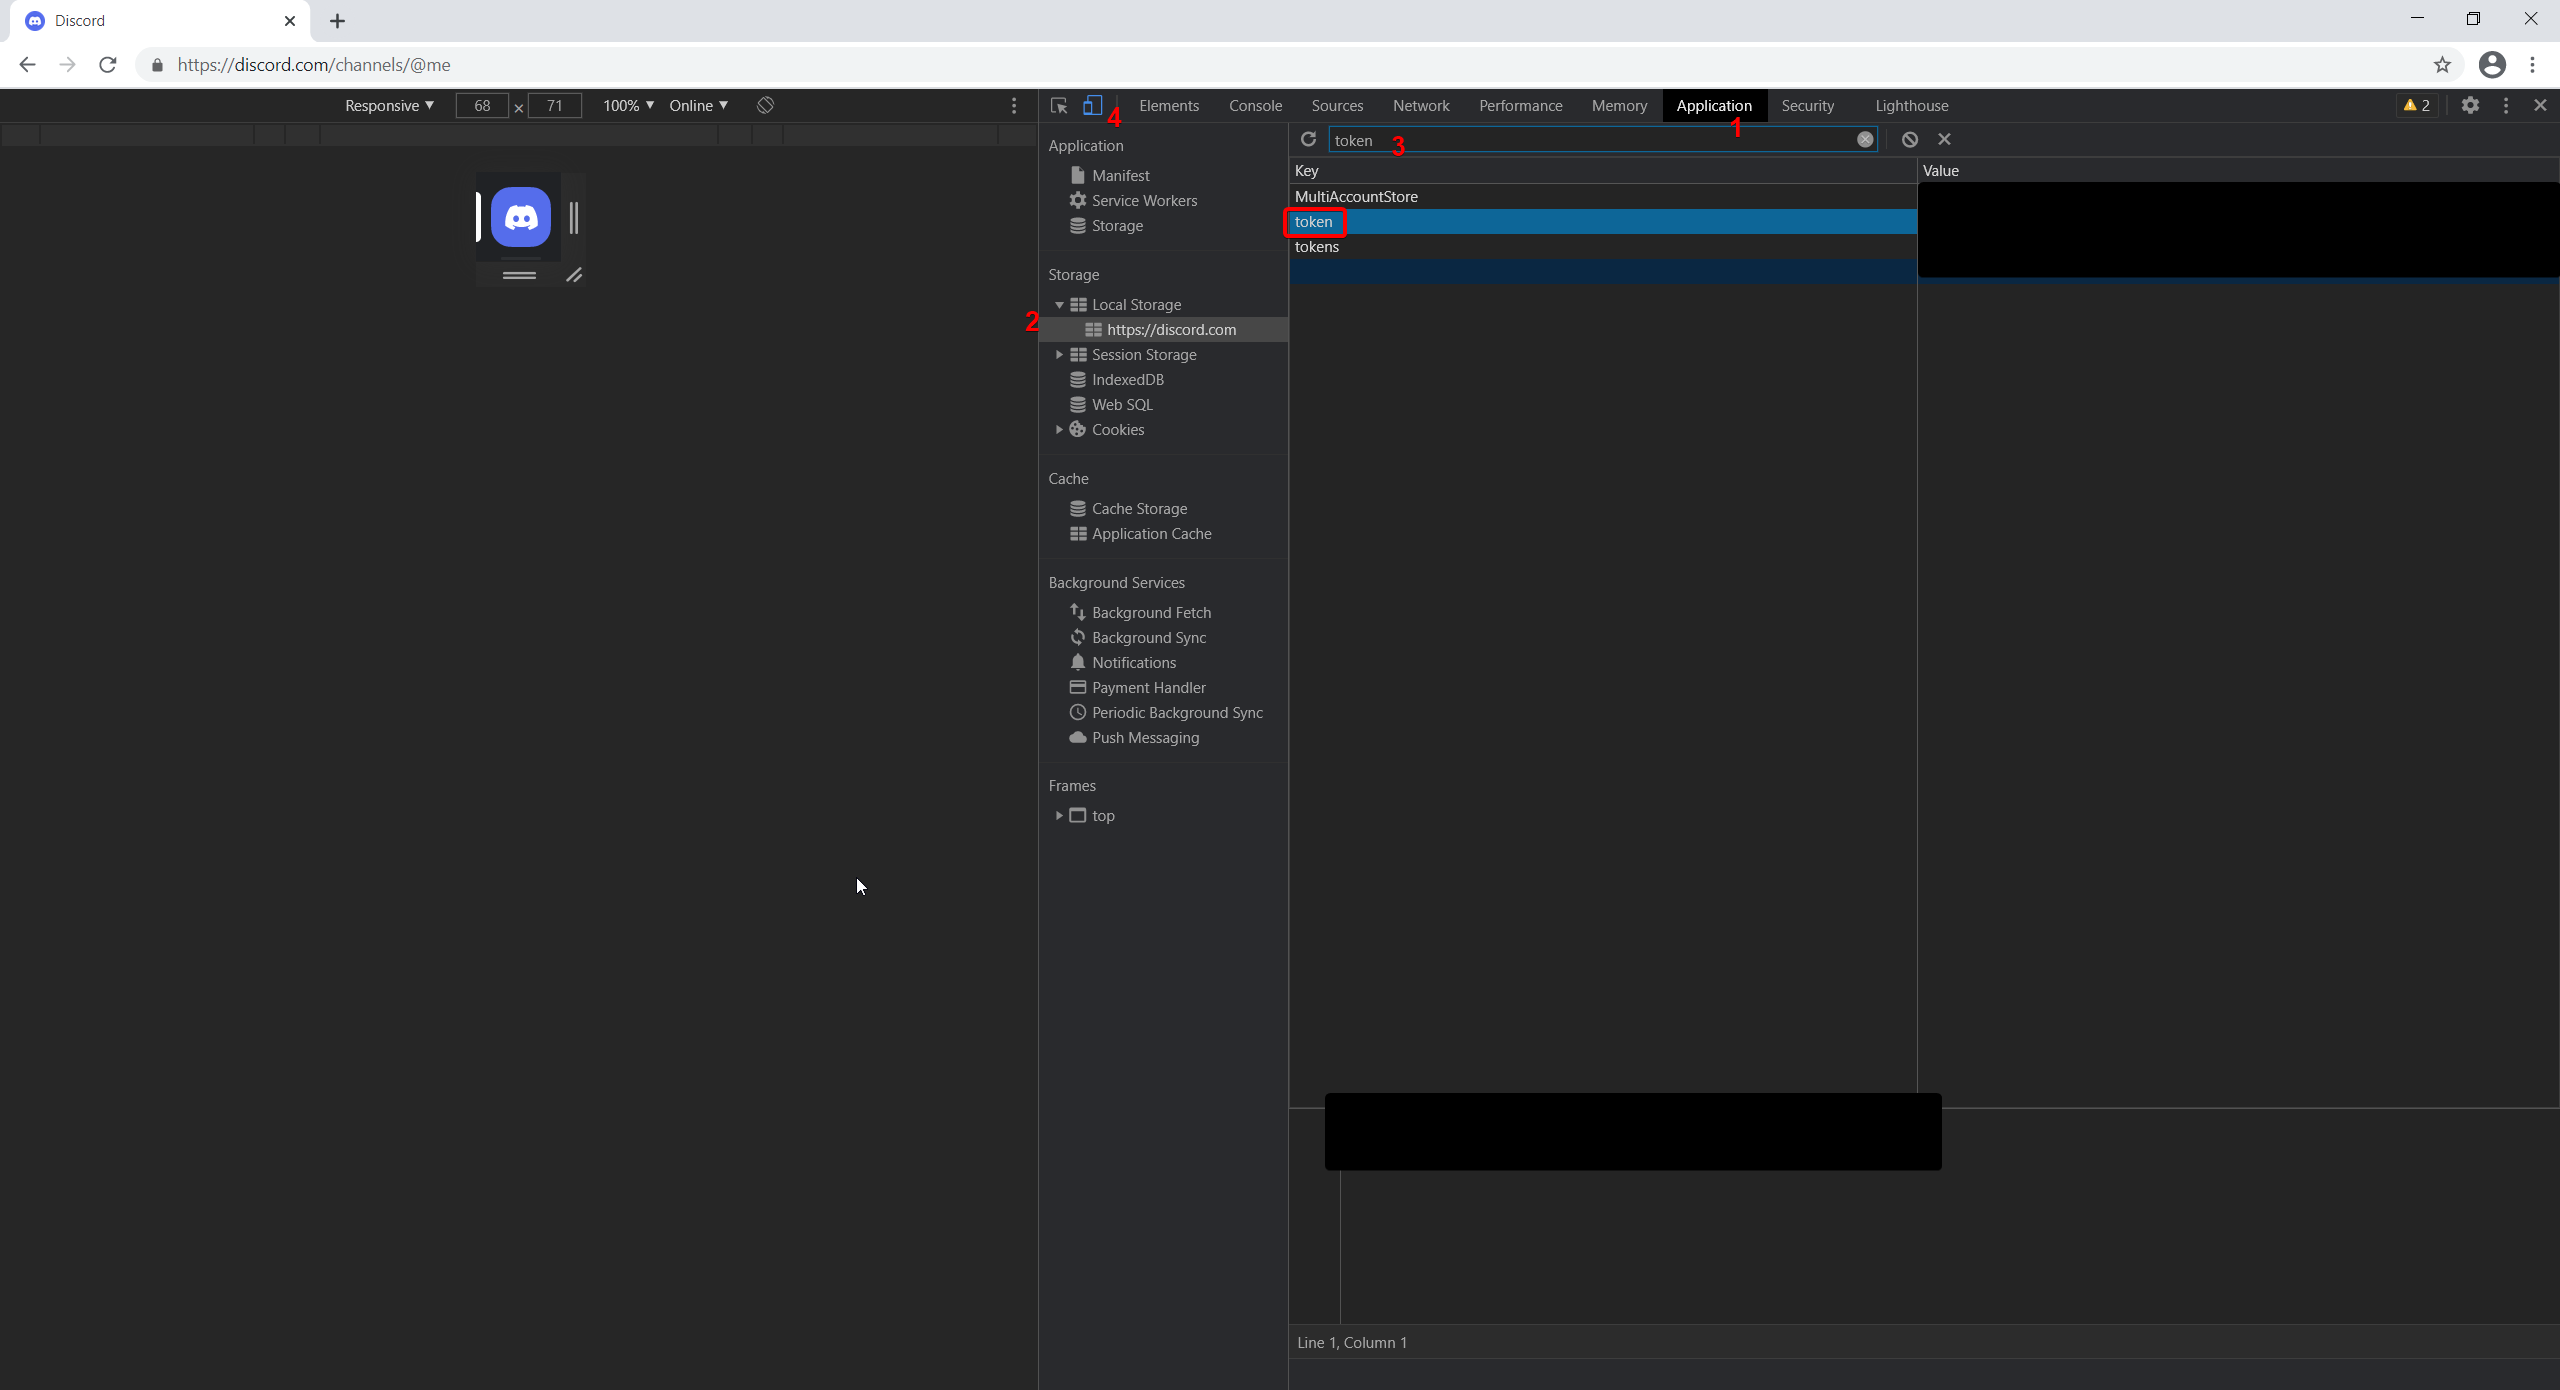 Discord
https://discord.com/channels/@me
Responsive 68 × 71 100% Online
Elements Console Sources Network Performance Memory Application Security Lighthouse 2
4
1
Application
Manifest
Service Workers
Storage
Storage
Local Storage
2
https://discord.com
Session Storage
IndexedDB
Web SQL
Cookies
Cache
Cache Storage
Application Cache
Background Services
Background Fetch
Background Sync
Notifications
Payment Handler
Periodic Background Sync
Push Messaging
Frames
top
token 3
Key Value
MultiAccountStore
token
tokens
Line 1, Column 1